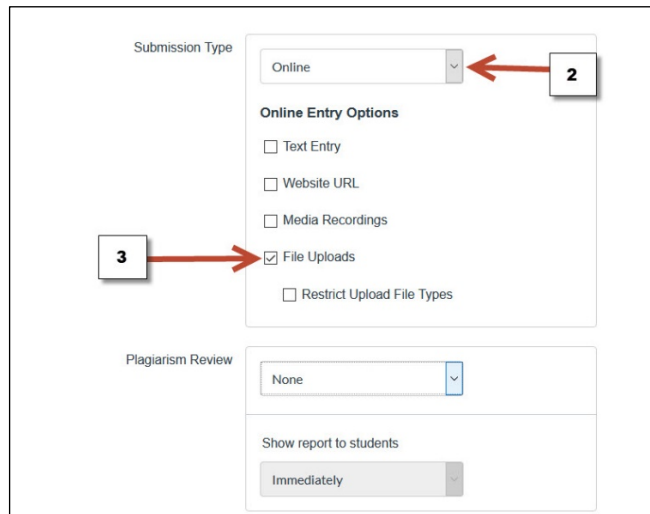 Submission Type
Online
2
Online Entry Options
Text Entry
Website URL
Media Recordings
3
File Uploads
Restrict Upload File Types
Plagiarism Review
None
Show report to students
Immediately